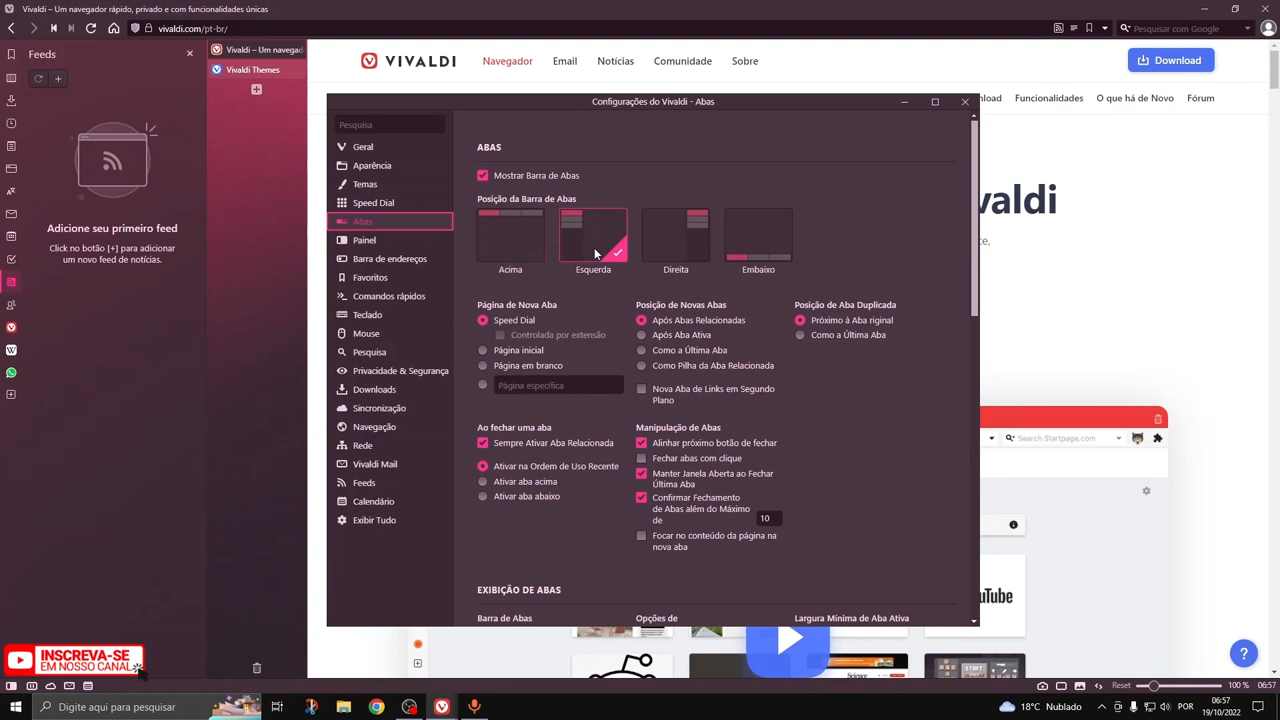 Vivaldi – Um navegador rápido e com funcionalidades únicas
vivaldi.com/pt-br/
Pesquisar com Google
Feeds
Vivaldi – Um navegad
Vivaldi Themes
Adicione seu primeiro feed
Click no botão [+] para adicionar
um novo feed de notícias.
VIVALDI
Navegador
Email
Notícias
Comunidade
Sobre
Download
nload
Funcionalidades
O que há de Novo
Fórum
valdi
ce,
Configurações do Vivaldi - Abas
Pesquisa
Geral
Aparência
Temas
Speed Dial
Abas
Painel
Barra de endereços
Favoritos
Comandos rápidos
Teclado
Mouse
Pesquisa
Privacidade & Segurança
Downloads
Sincronização
Navegação
Rede
Vivaldi Mail
Feeds
Calendário
Exibir Tudo
ABAS
Mostrar Barra de Abas
Posição da Barra de Abas
Acima
Esquerda
Direita
Embaixo
Página de Nova Aba
Speed Dial
Controlada por extensão
Página inicial
Página em branco
Página específica
Posição de Novas Abas
Após Abas Relacionadas
Após Aba Ativa
Como a Última Aba
Como Pilha da Aba Relacionada
Nova Aba de Links em Segundo
Plano
Posição de Aba Duplicada
Próximo à Aba riginal
Como a Última Aba
Ao fechar uma aba
Sempre Ativar Aba Relacionada
Ativar na Ordem de Uso Recente
Ativar aba acima
Ativar aba abaixo
Manipulação de Abas
Alinhar próximo botão de fechar
Fechar abas com clique
Manter Janela Aberta ao Fechar
Última Aba
Confirmar Fechamento
de Abas além do Máximo
de
10
Focar no conteúdo da página na
nova aba
EXIBIÇÃO DE ABAS
Barra de Abas
Opções de
Largura Mínima de Aba Ativa
Search Startpage.com
uTube
Science
START
INSCREVA-SE
EM NOSSO CANAL
Reset
100 %
06:57
Digite aqui para pesquisar
18°C Nublado
POR
06:57
19/10/2022